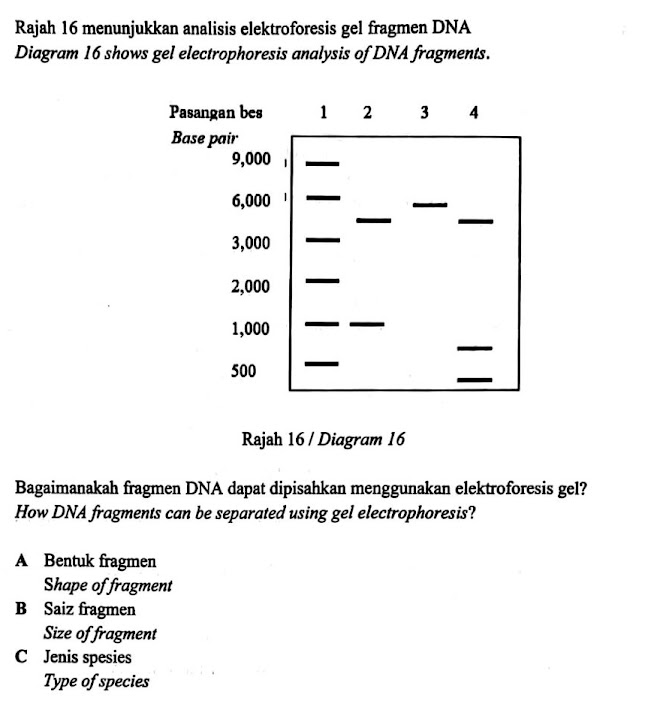 Rajah 16 menunjukkan analisis elektroforesis gel fragmen DNA
Diagram 16 shows gel electrophoresis analysis of DNA fragments.
Pasangan bes 1 2 3 4
Base pair
9,000
6,000
3,000
2,000
1,000
500
Rajah 16 / Diagram 16
Bagaimanakah fragmen DNA dapat dipisahkan menggunakan elektroforesis gel?
How DNA fragments can be separated using gel electrophoresis?
A Bentuk fragmen
Shape of fragment
B Saiz fragmen
Size of fragment
C Jenis spesies
Type of species